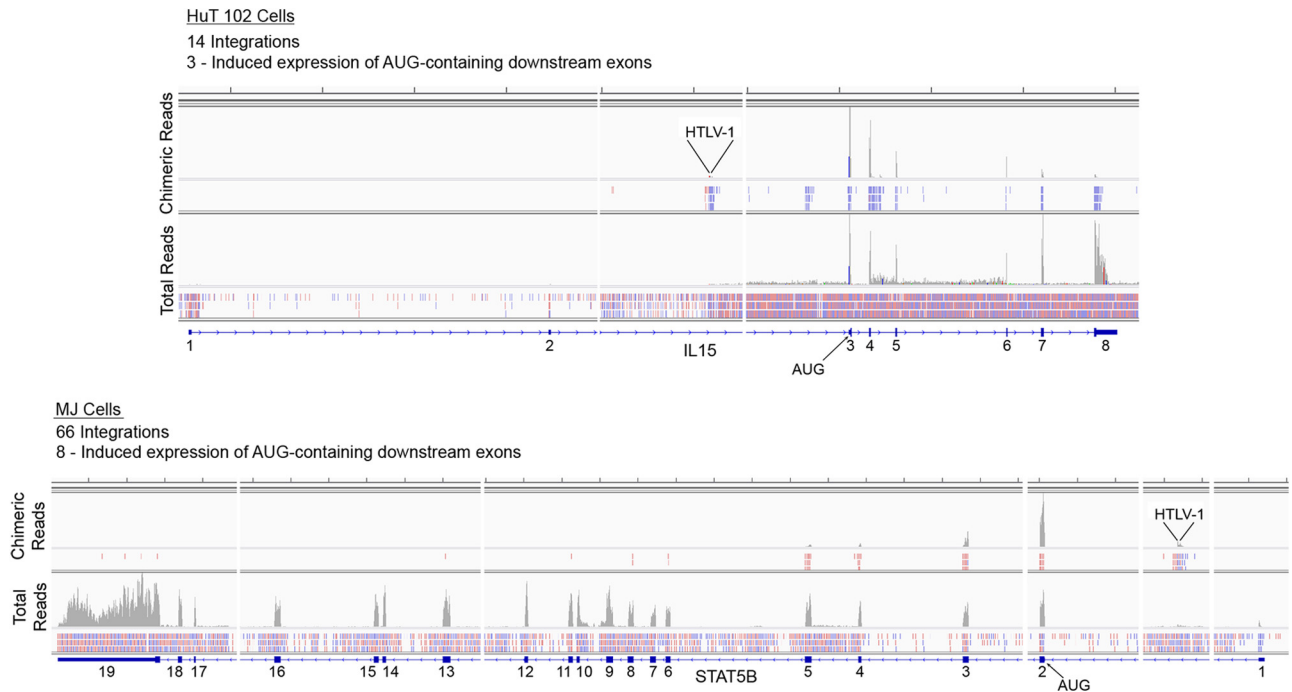 HuT 102 Cells
14 Integrations
3 - Induced expression of AUG-containing downstream exons
Chimeric Reads
HTLV-1
Total Reads
1 2 IL15 3 4 5 6 7 8
AUG
MJ Cells
66 Integrations
8 - Induced expression of AUG-containing downstream exons
Chimeric
Reads
HTLV-1
Total
Reads
19 18 17 16 15 14 13 12 11 10 9 8 7 6 STAT5B 5 4 3 2 1
AUG